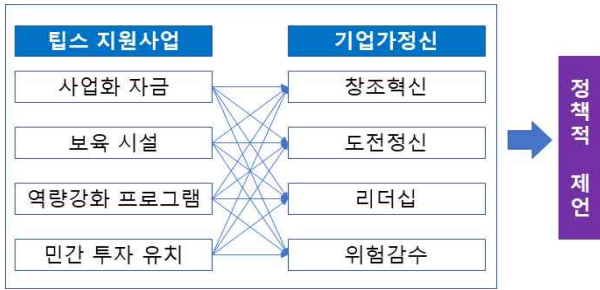 팁스 지원사업
기업가정신
사업화 자금
창조혁신
보육 시설
도전정신
역량강화 프로그램
리더십
민간 투자 유치
위험감수
정책적 제언